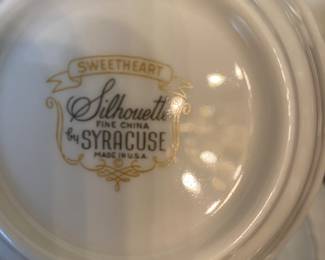 SWEETHEART
Silhouette
FINE CHINA
by SYRACUSE
MADE IN U.S.A.